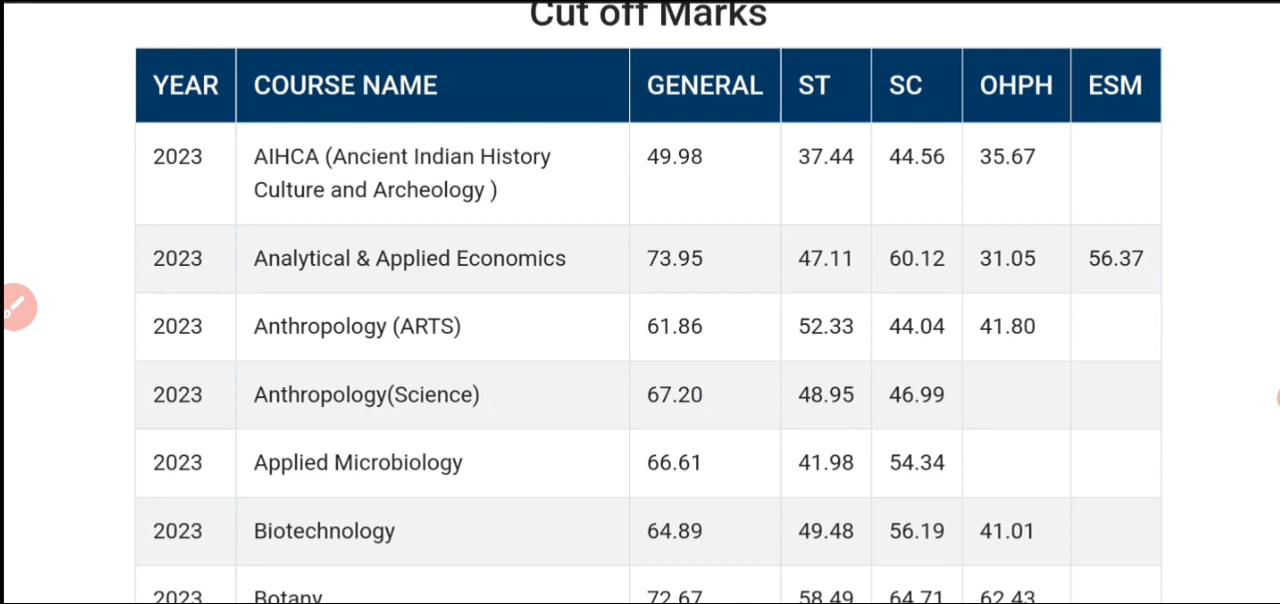 Cut off Marks
YEAR COURSE NAME GENERAL ST SC OHPH ESM
2023 AIHCA (Ancient Indian History 49.98 37.44 44.56 35.67
Culture and Archeology )
2023 Analytical & Applied Economics 73.95 47.11 60.12 31.05 56.37
2023 Anthropology (ARTS) 61.86 52.33 44.04 41.80
2023 Anthropology(Science) 67.20 48.95 46.99
2023 Applied Microbiology 66.61 41.98 54.34
2023 Biotechnology 64.89 49.48 56.19 41.01
2023 Botany 72.67 58.49 64.71 62.43